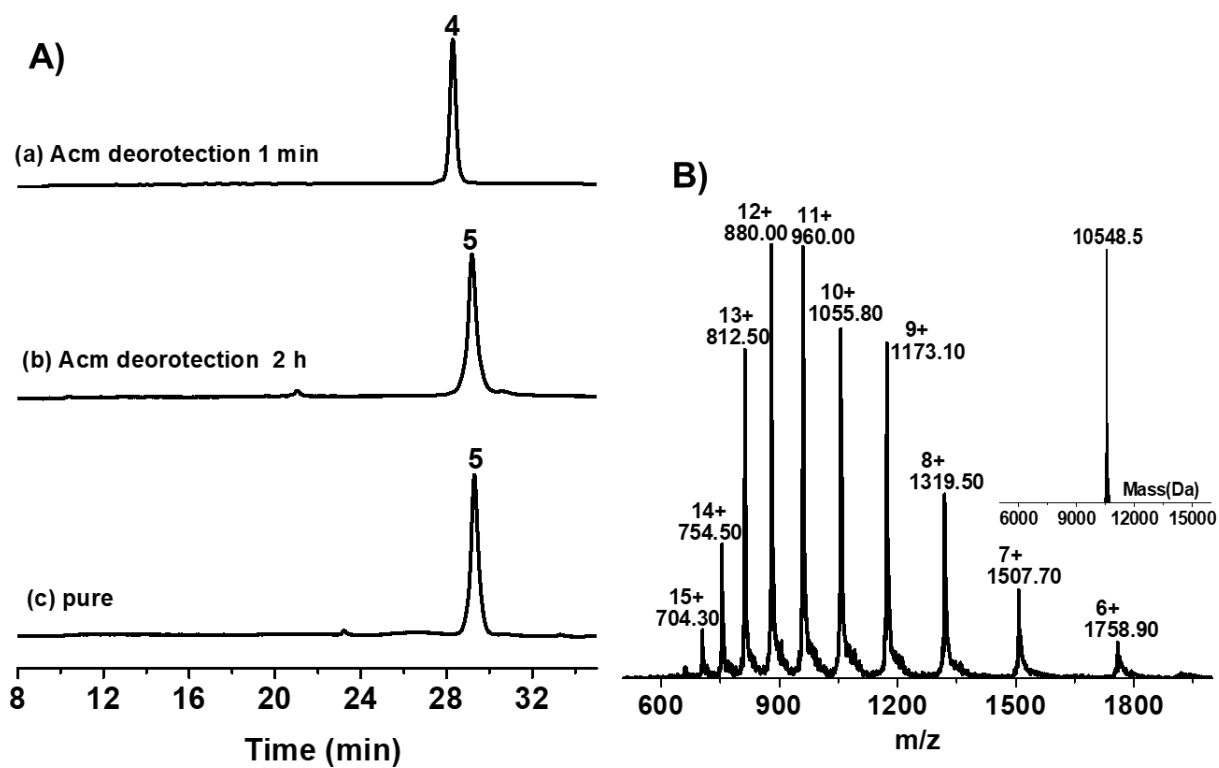 A)
4
(a) Acm deorotection 1 min
5
(b) Acm deorotection 2 h
5
(c) pure
8 12 16 20 24 28 32
Time (min)
B)
12+
880.00
11+
960.00
10+
1055.80
13+
812.50
9+
1173.10
8+
1319.50
14+
754.50
7+
1507.70
15+
704.30
6+
1758.90
600 900 1200 1500 1800
m/z
10548.5
Mass(Da)
6000 9000 12000 15000